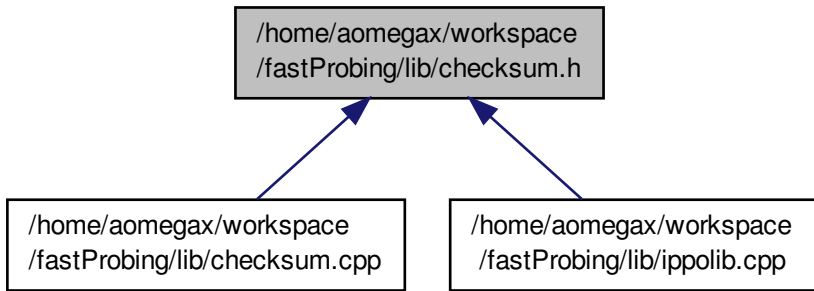 /home/aomegax/workspace
/fastProbing/lib/checksum.h
/home/aomegax/workspace
/fastProbing/lib/checksum.cpp
/home/aomegax/workspace
/fastProbing/lib/ippolib.cpp